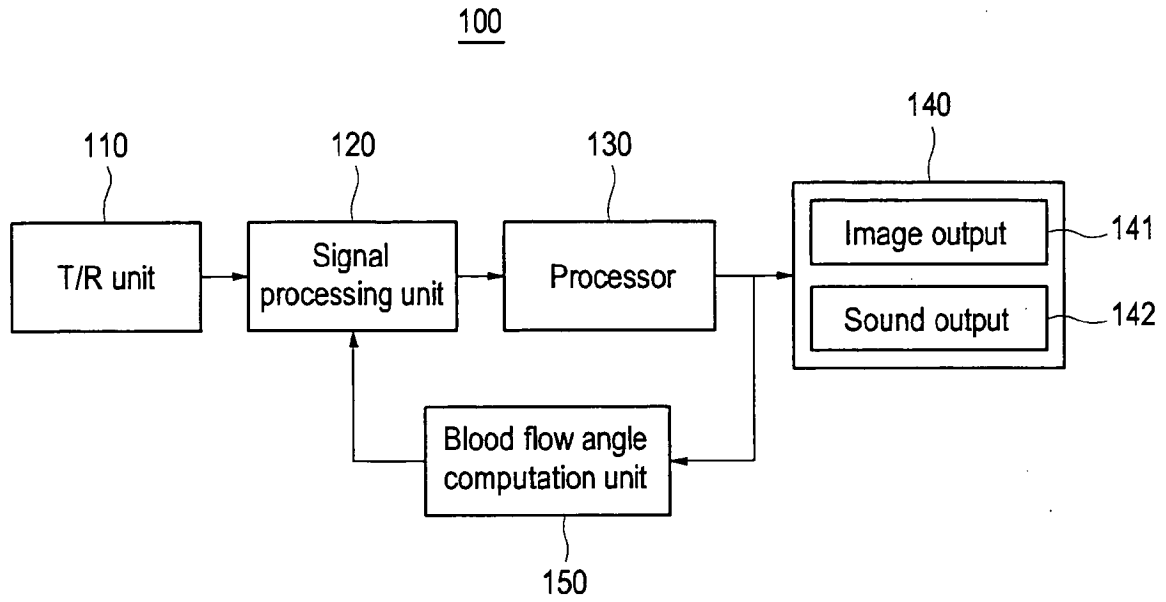 100
110
120
130
140
T/R unit
Signal
processing unit
Processor
Image output
141
Sound output
142
Blood flow angle
computation unit
150